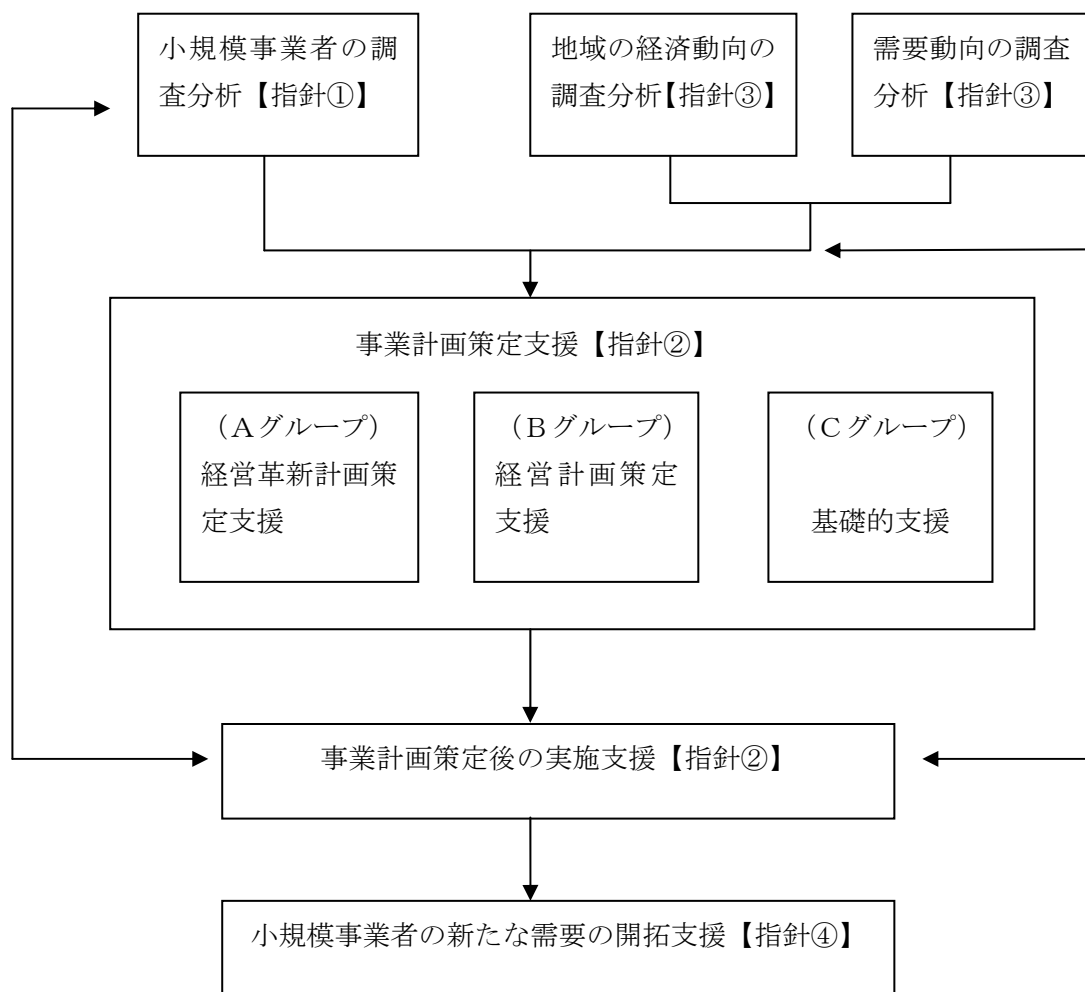 小規模事業者の調
査分析【指針①】
地域の経済動向の
調査分析【指針③】
需要動向の調査
分析【指針③】
事業計画策定支援【指針②】
（Ａグループ）
経営革新計画策
定支援
（Ｂグループ）
経営計画策定
支援
（Ｃグループ）
基礎的支援
事業計画策定後の実施支援【指針②】
小規模事業者の新たな需要の開拓支援【指針④】